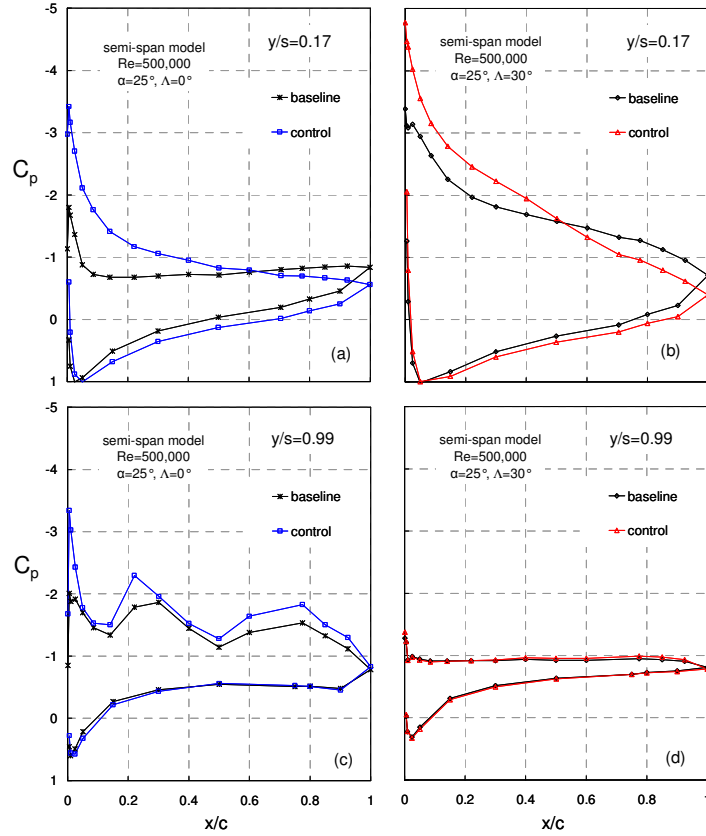 -5
-4
-3
-2
-1
0
1
Cp
semi-span model
Re=500,000
α=25°, Λ=0°
y/s=0.17
baseline
control
(a)
semi-span model
Re=500,000
α=25°, Λ=30°
y/s=0.17
baseline
control
(b)
-5
-4
-3
-2
-1
0
1
Cp
semi-span model
Re=500,000
α=25°, Λ=0°
y/s=0.99
baseline
control
(c)
0 0.2 0.4 0.6 0.8 1
x/c
semi-span model
Re=500,000
α=25°, Λ=30°
y/s=0.99
baseline
control
(d)
0 0.2 0.4 0.6 0.8 1
x/c